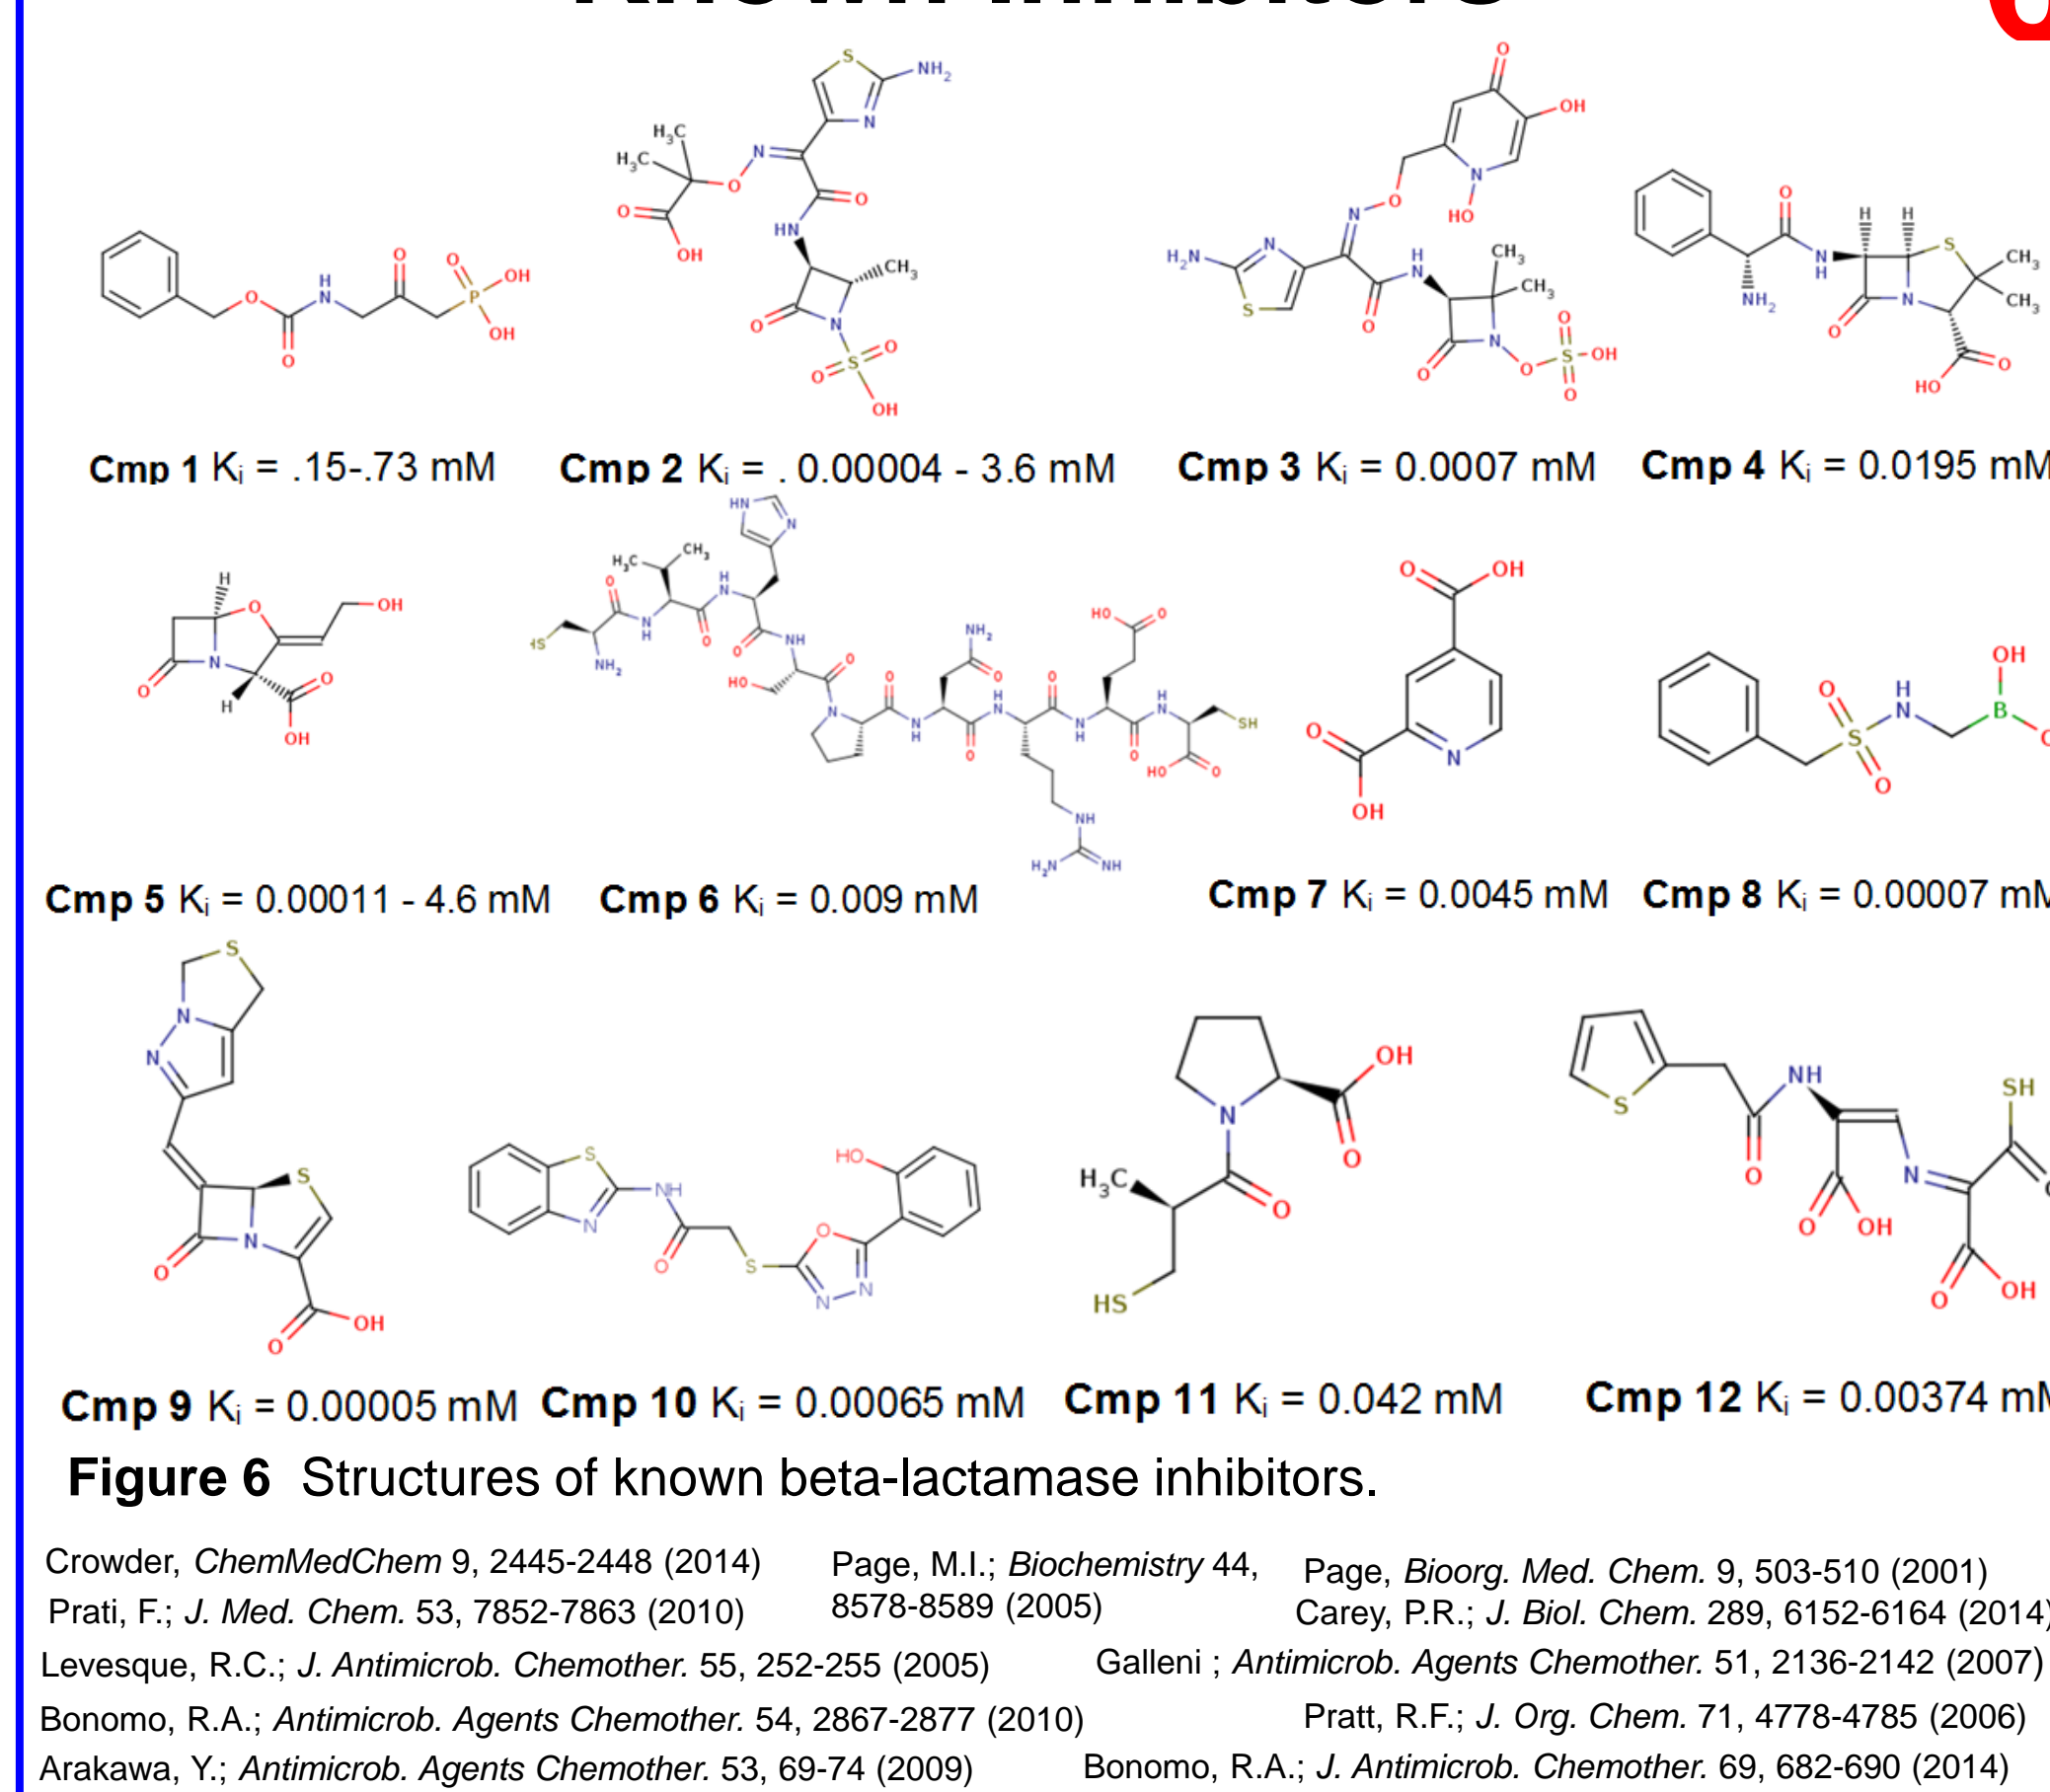 Known Inhibitors
Cmp 1 Ki = .15-.73 mM
Cmp 2 Ki = . 0.00004 - 3.6 mM
Cmp 3 Ki = 0.0007 mM
Cmp 4 Ki = 0.0195 mM
Cmp 5 Ki = 0.00011 - 4.6 mM
Cmp 6 Ki = 0.009 mM
Cmp 7 Ki = 0.0045 mM
Cmp 8 Ki = 0.00007 mM
Cmp 9 Ki = 0.00005 mM
Cmp 10 Ki = 0.00065 mM
Cmp 11 Ki = 0.042 mM
Cmp 12 Ki = 0.00374 mM
Figure 6 Structures of known beta-lactamase inhibitors.
Crowder, ChemMedChem 9, 2445-2448 (2014)
Page, M.I.; Biochemistry 44,
8578-8589 (2005)
Page, Bioorg. Med. Chem. 9, 503-510 (2001)
Prati, F.; J. Med. Chem. 53, 7852-7863 (2010)
Carey, P.R.; J. Biol. Chem. 289, 6152-6164 (2014)
Levesque, R.C.; J. Antimicrob. Chemother. 55, 252-255 (2005)
Galleni ; Antimicrob. Agents Chemother. 51, 2136-2142 (2007)
Bonomo, R.A.; Antimicrob. Agents Chemother. 54, 2867-2877 (2010)
Pratt, R.F.; J. Org. Chem. 71, 4778-4785 (2006)
Arakawa, Y.; Antimicrob. Agents Chemother. 53, 69-74 (2009)
Bonomo, R.A.; J. Antimicrob. Chemother. 69, 682-690 (2014)